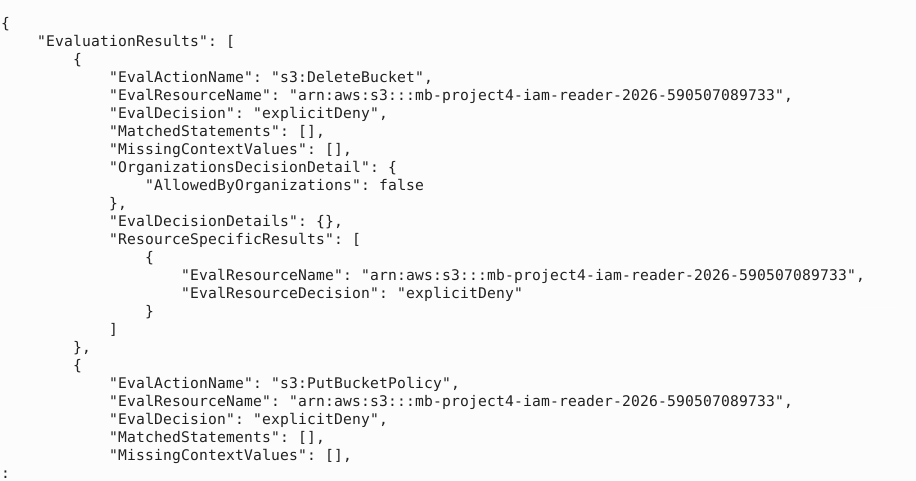 {
    "EvaluationResults": [
        {
            "EvalActionName": "s3:DeleteBucket",
            "EvalResourceName": "arn:aws:s3:::mb-project4-iam-reader-2026-590507089733",
            "EvalDecision": "explicitDeny",
            "MatchedStatements": [],
            "MissingContextValues": [],
            "OrganizationsDecisionDetail": {
                "AllowedByOrganizations": false
            },
            "EvalDecisionDetails": {},
            "ResourceSpecificResults": [
                {
                    "EvalResourceName": "arn:aws:s3:::mb-project4-iam-reader-2026-590507089733",
                    "EvalResourceDecision": "explicitDeny"
                }
            ]
        },
        {
            "EvalActionName": "s3:PutBucketPolicy",
            "EvalResourceName": "arn:aws:s3:::mb-project4-iam-reader-2026-590507089733",
            "EvalDecision": "explicitDeny",
            "MatchedStatements": [],
            "MissingContextValues": [],
: